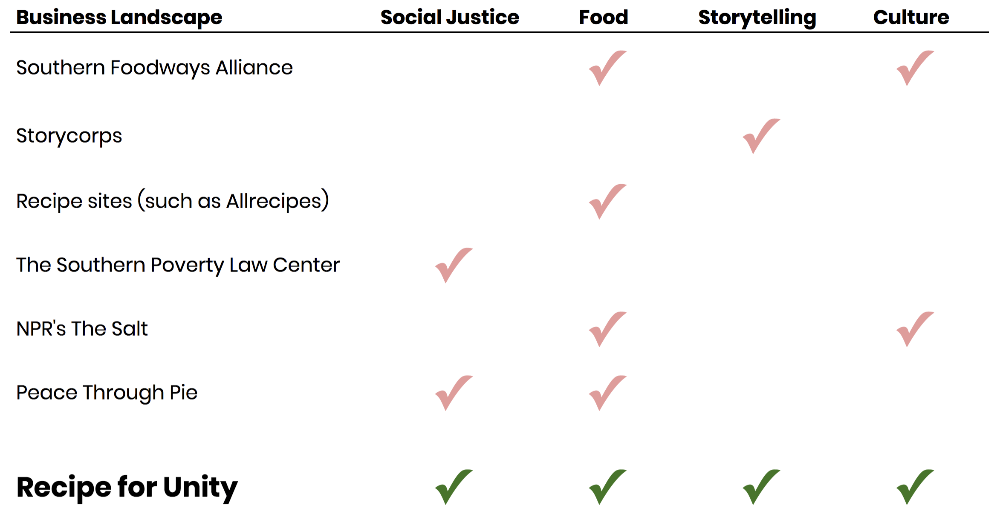 Business Landscape Social Justice Food Storytelling Culture
Southern Foodways Alliance
Storycorps
Recipe sites (such as Allrecipes)
The Southern Poverty Law Center
NPR's The Salt
Peace Through Pie
Recipe for Unity